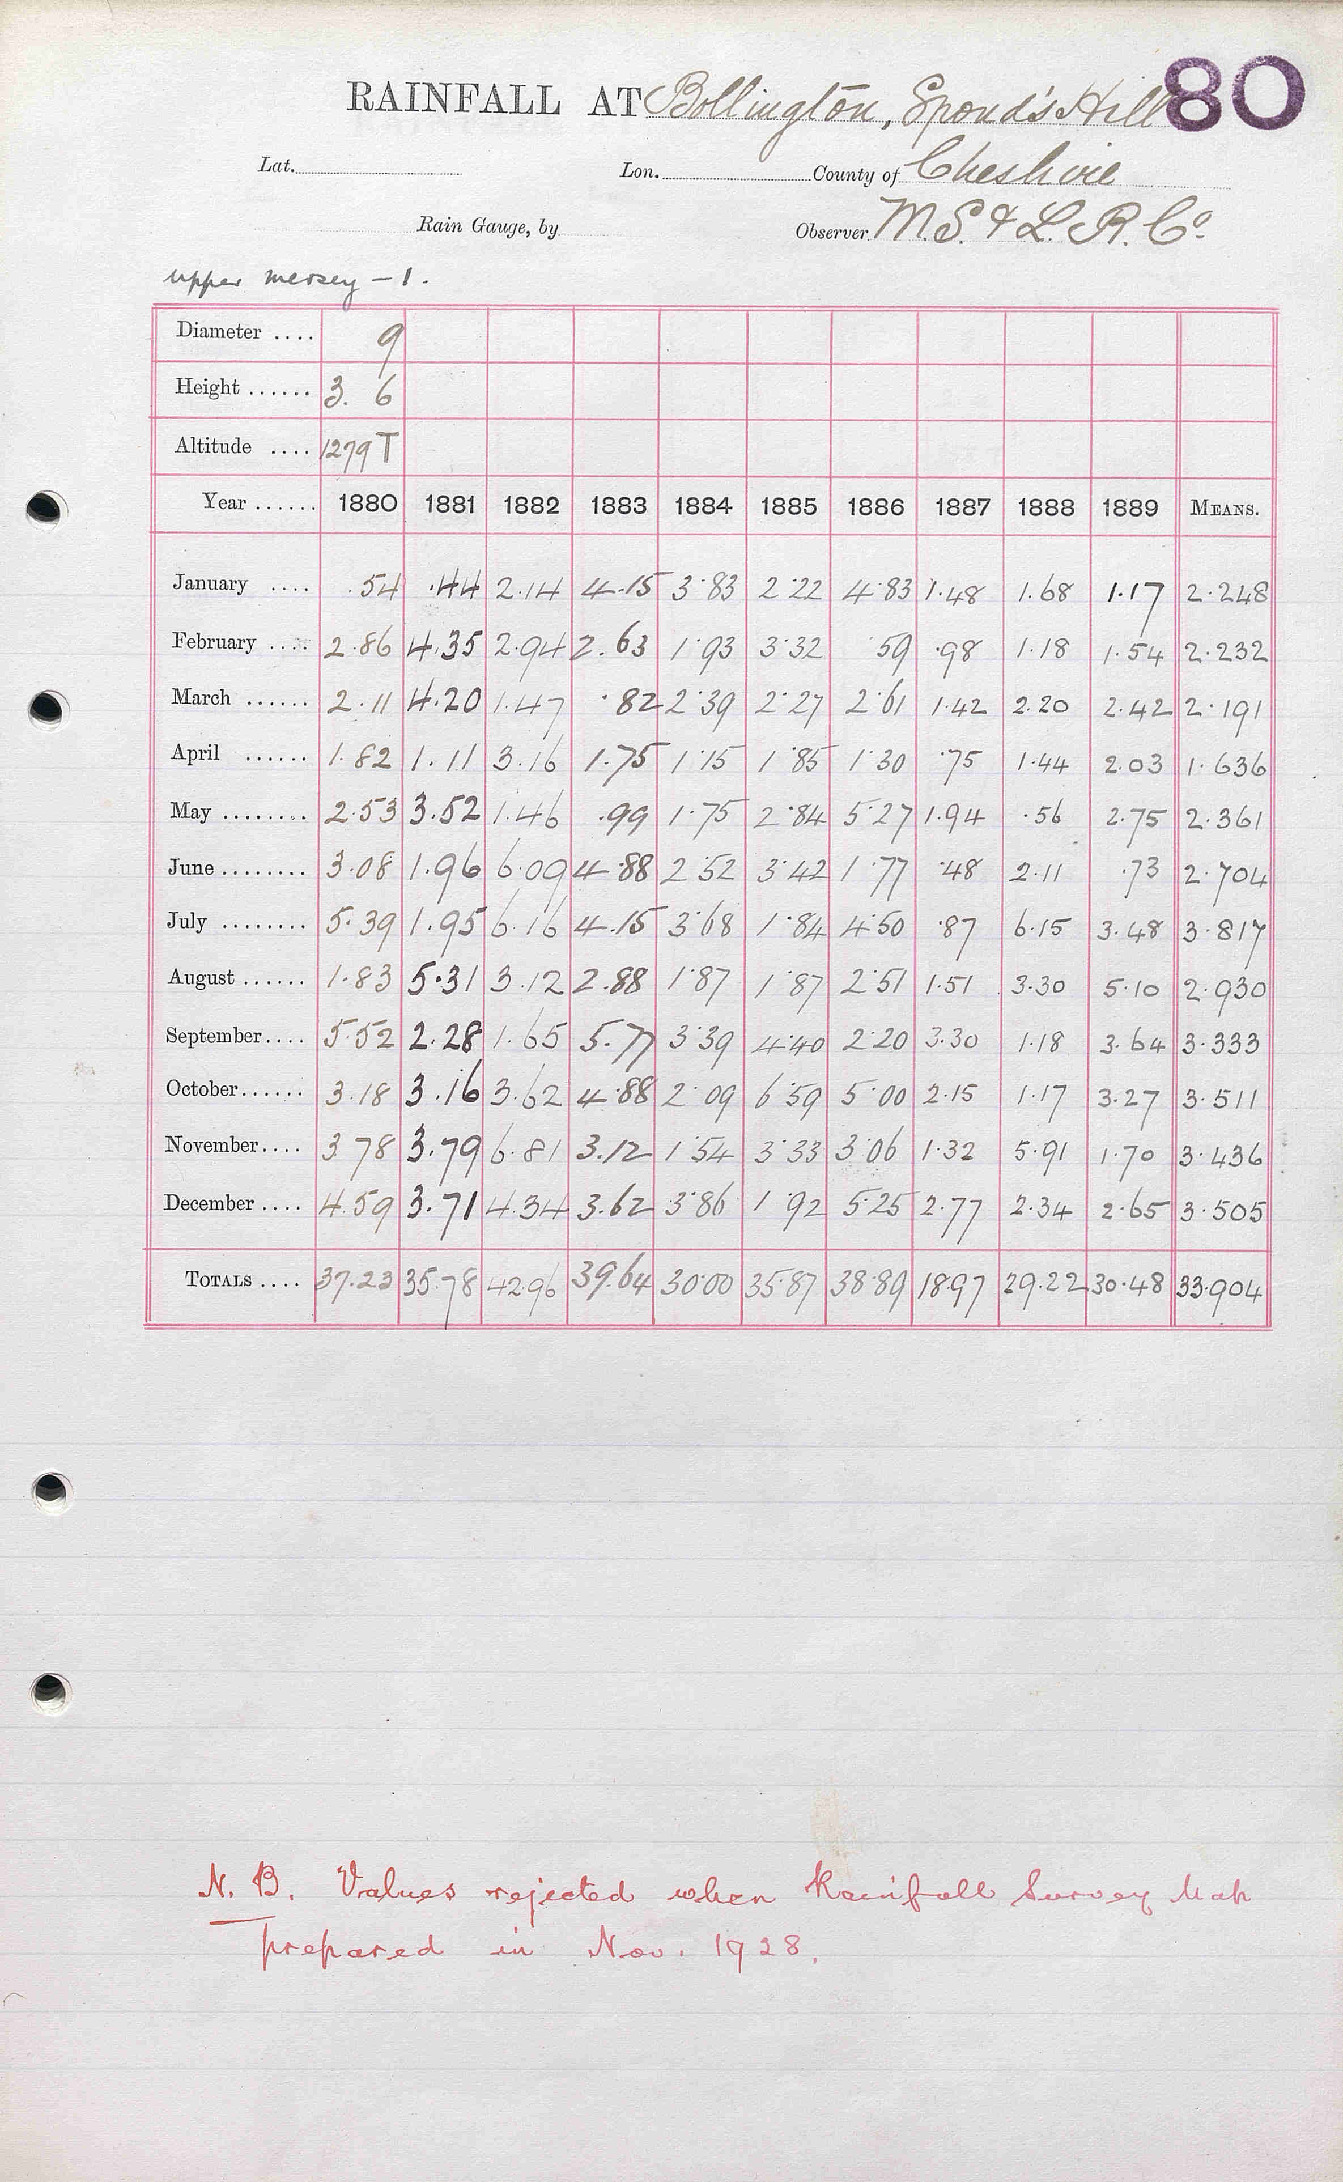 80
RAINFALL AT Bollington, Spond's Hill
Lat. Lon. County of Cheshire
Rain Gauge, by Observer M. S. & L. R. Co.
Upper Mersey - 1.
Diameter .... 9
Height ...... 3. 6
Altitude .... 1279 T
Year ...... 1880 1881 1882 1883 1884 1885 1886 1887 1888 1889 MEANS.
January .... .54 .44 2.14 4.15 3.83 2.22 4.83 1.48 1.68 1.17 2.248
February .... 2.86 4.35 2.94 2.63 1.93 3.32 .59 .98 1.18 1.54 2.232
March ...... 2.11 4.20 1.47 .82 2.39 2.27 2.61 1.42 2.20 2.42 2.191
April ...... 1.82 1.11 3.16 1.75 1.15 1.85 1.30 .75 1.44 2.03 1.636
May ........ 2.53 3.52 1.46 .99 1.75 2.84 5.27 1.94 .56 2.75 2.361
June ........ 3.08 1.96 6.09 4.88 2.52 3.42 1.77 .48 2.11 .73 2.704
July ........ 5.39 1.95 6.16 4.15 3.68 1.84 4.50 .87 6.15 3.48 3.817
August ...... 1.83 5.31 3.12 2.88 1.87 1.87 2.51 1.51 3.30 5.10 2.930
September .... 5.52 2.28 1.65 5.77 3.39 4.40 2.20 3.30 1.18 3.64 3.333
October ...... 3.18 3.16 3.62 4.88 2.09 6.59 5.00 2.15 1.17 3.27 3.511
November .... 3.78 3.79 6.81 3.12 1.54 3.33 3.06 1.32 5.91 1.70 3.436
December .... 4.59 3.71 4.34 3.62 3.86 1.92 5.25 2.77 2.34 2.65 3.505
TOTALS .... 37.23 35.78 42.96 39.64 30.00 35.87 38.89 18.97 29.22 30.48 33.904
N. B. Values rejected when Rainfall Survey Map
prepared in Nov. 1928.